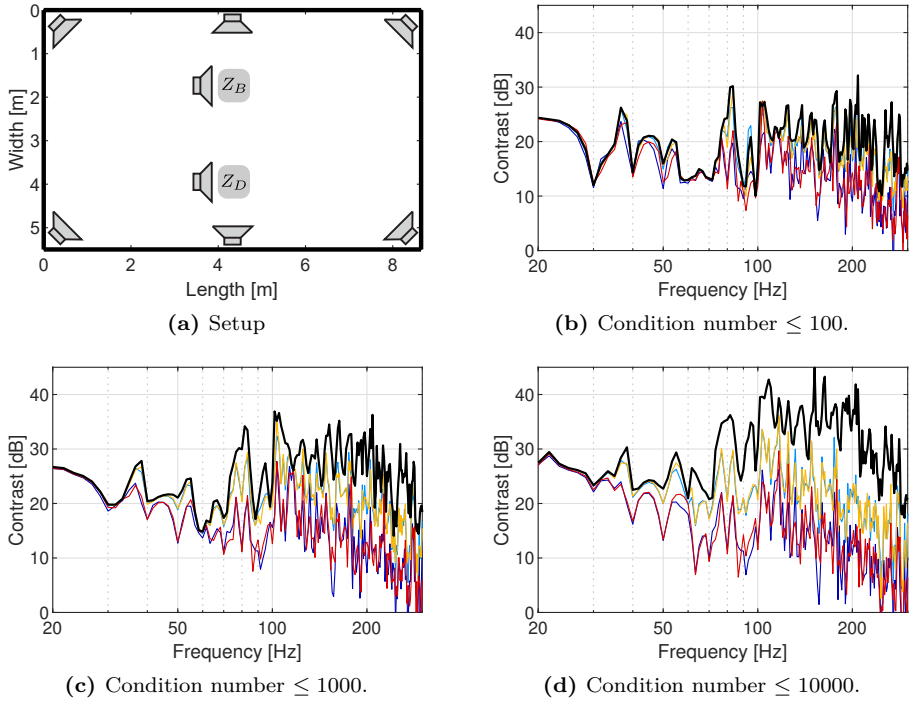 0
1
2
3
4
5
Width [m]
Z_B
Z_D
0 2 4 6 8
Length [m]
(a) Setup
40
30
20
10
0
Contrast [dB]
20 50 100 200
Frequency [Hz]
(b) Condition number ≤ 100.
40
30
20
10
0
Contrast [dB]
20 50 100 200
Frequency [Hz]
(c) Condition number ≤ 1000.
40
30
20
10
0
Contrast [dB]
20 50 100 200
Frequency [Hz]
(d) Condition number ≤ 10000.